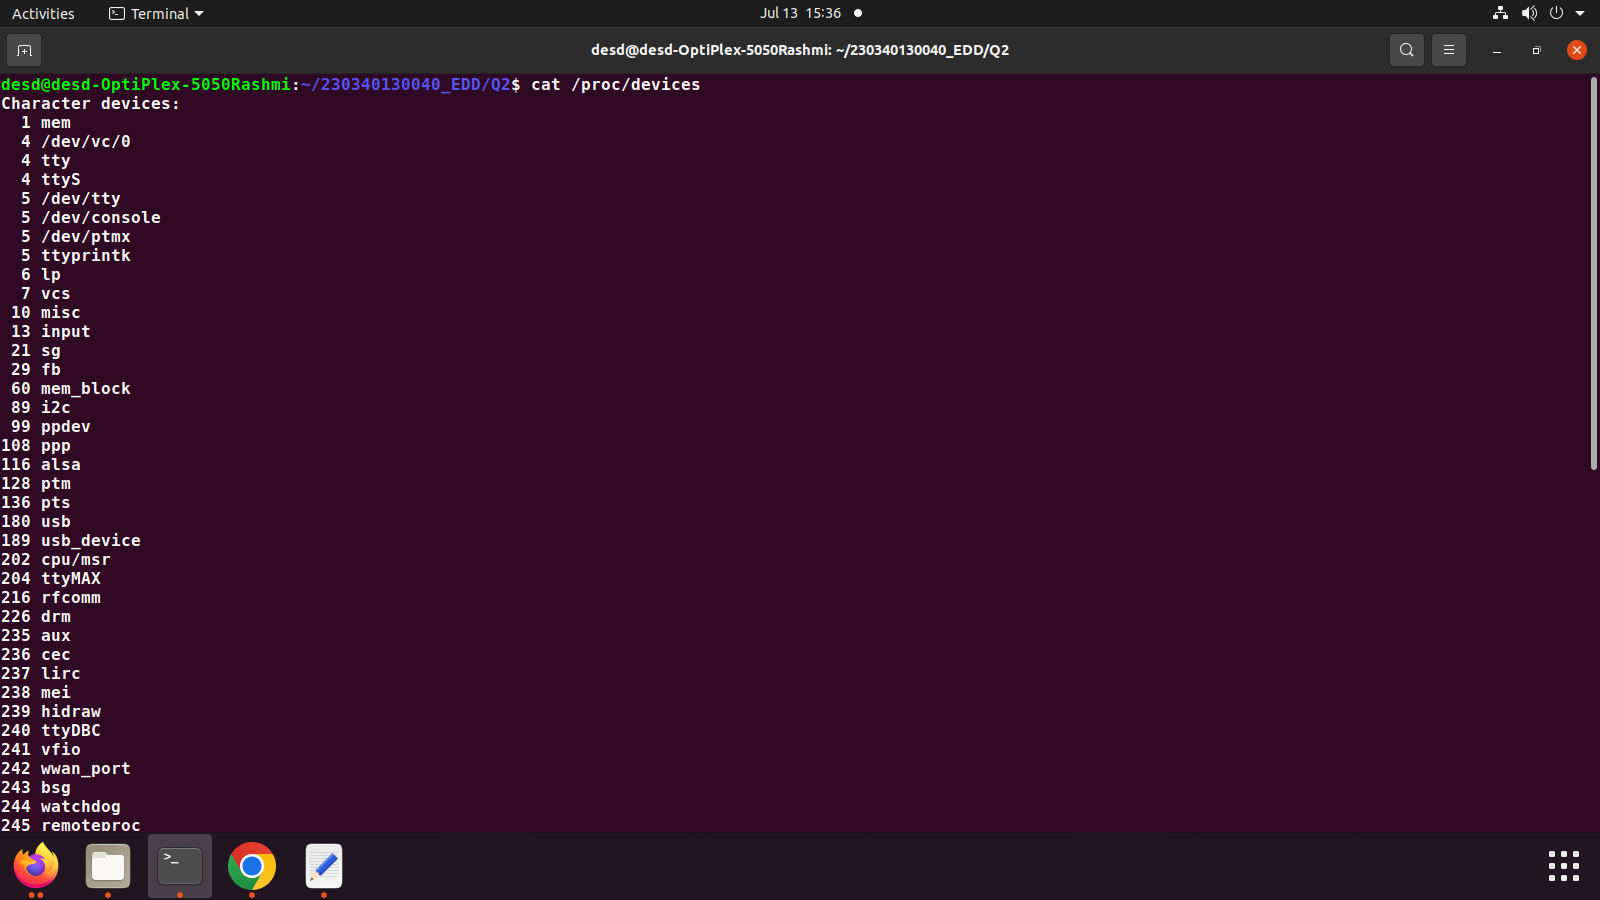 Activities Terminal Jul 13 15:36
desd@desd-OptiPlex-5050Rashmi: ~/230340130040_EDD/Q2
desd@desd-OptiPlex-5050Rashmi:~/230340130040_EDD/Q2$ cat /proc/devices
Character devices:
  1 mem
  4 /dev/vc/0
  4 tty
  4 ttyS
  5 /dev/tty
  5 /dev/console
  5 /dev/ptmx
  5 ttyprintk
  6 lp
  7 vcs
 10 misc
 13 input
 21 sg
 29 fb
 60 mem_block
 89 i2c
 99 ppdev
108 ppp
116 alsa
128 ptm
136 pts
180 usb
189 usb_device
202 cpu/msr
204 ttyMAX
216 rfcomm
226 drm
235 aux
236 cec
237 lirc
238 mei
239 hidraw
240 ttyDBC
241 vfio
242 wwan_port
243 bsg
244 watchdog
245 remoteproc
>_